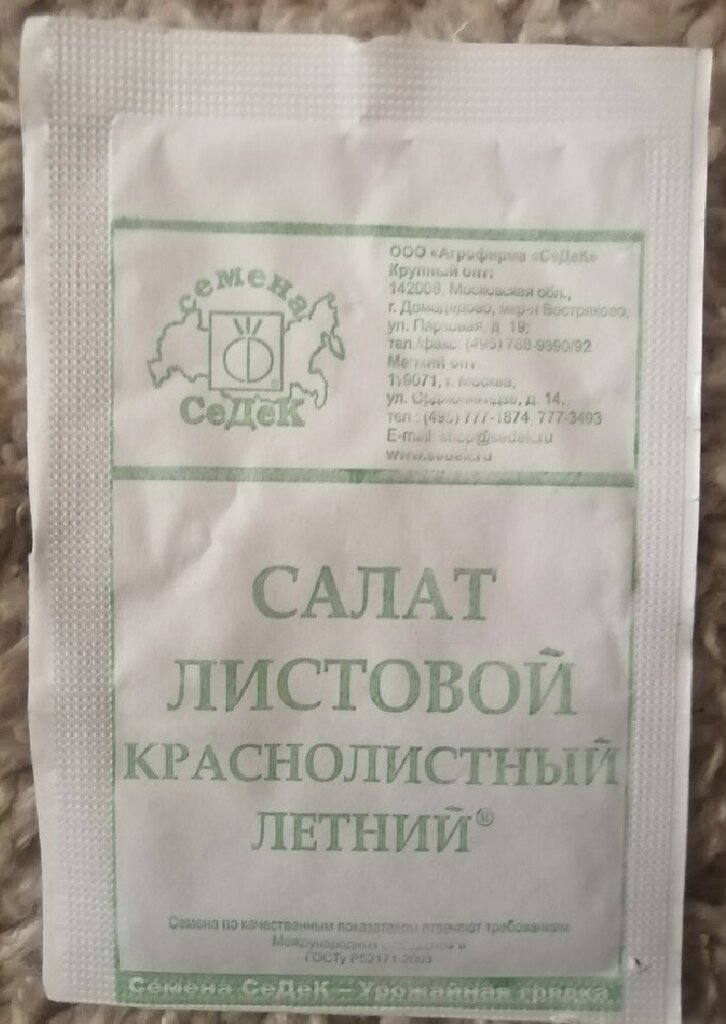 семена
СеДеК
ООО «Агрофирма «СеДеК»
Крупный опт:
142006, Московская обл.,
г. Домодедово, мкр-н Востряково,
ул. Парковая, д. 19;
тел./факс: (495) 788-9390/92
Мелкий опт:
119071, г. Москва,
ул. Орджоникидзе, д. 14.
тел.: (495) 777-1874, 777-3493
E-mail: shop@sedek.ru
www.sedek.ru
САЛАТ
ЛИСТОВОЙ
КРАСНОЛИСТНЫЙ
ЛЕТНИЙ®
Семена по качественным показателям отвечают требованиям
Международных стандартов и
ГОСТу Р52171-2003
Семена СеДеК – Урожайная грядка